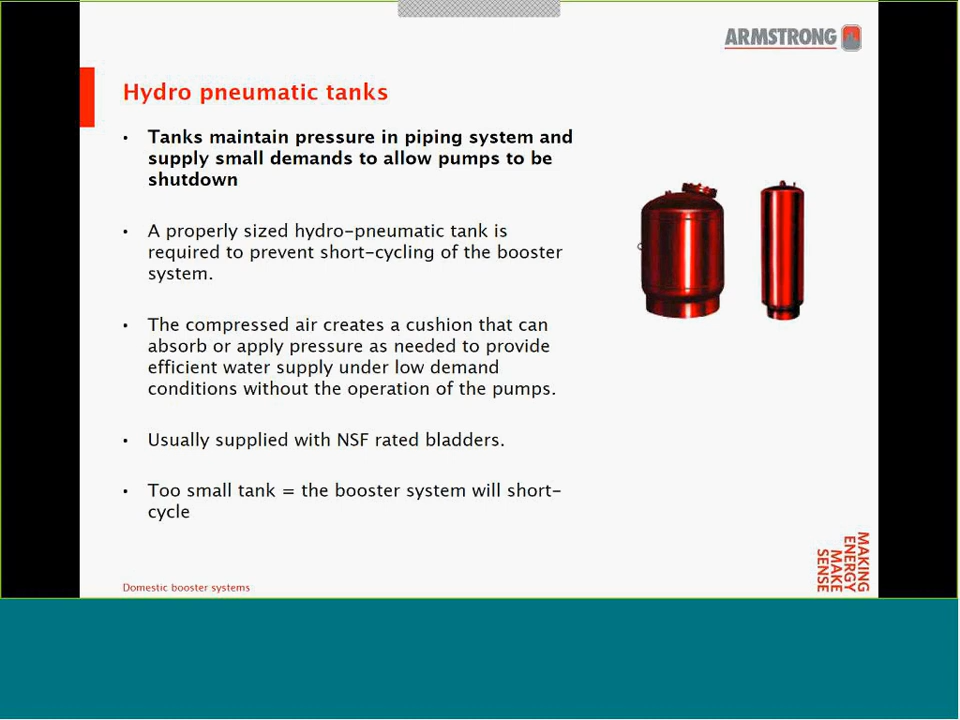 ARMSTRONG
Hydro pneumatic tanks
• Tanks maintain pressure in piping system and
supply small demands to allow pumps to be
shutdown
• A properly sized hydro-pneumatic tank is
required to prevent short-cycling of the booster
system.
• The compressed air creates a cushion that can
absorb or apply pressure as needed to provide
efficient water supply under low demand
conditions without the operation of the pumps.
• Usually supplied with NSF rated bladders.
• Too small tank = the booster system will short-
cycle
Domestic booster systems
MAKING
ENERGY
MAKE
SENSE